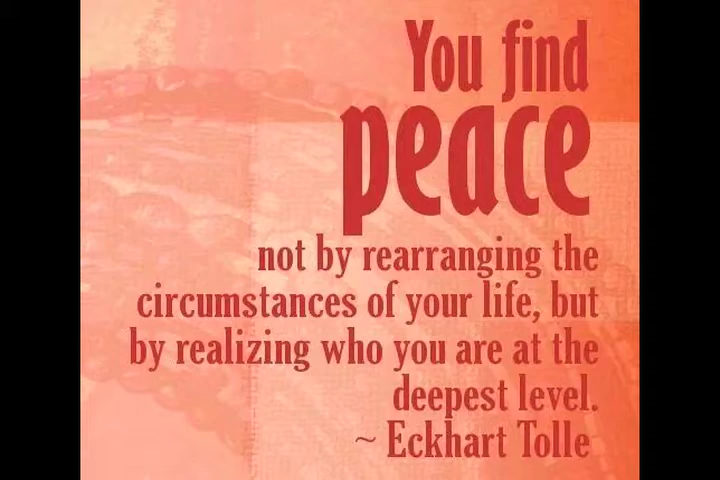 You find
peace
not by rearranging the
circumstances of your life, but
by realizing who you are at the
deepest level.
~ Eckhart Tolle